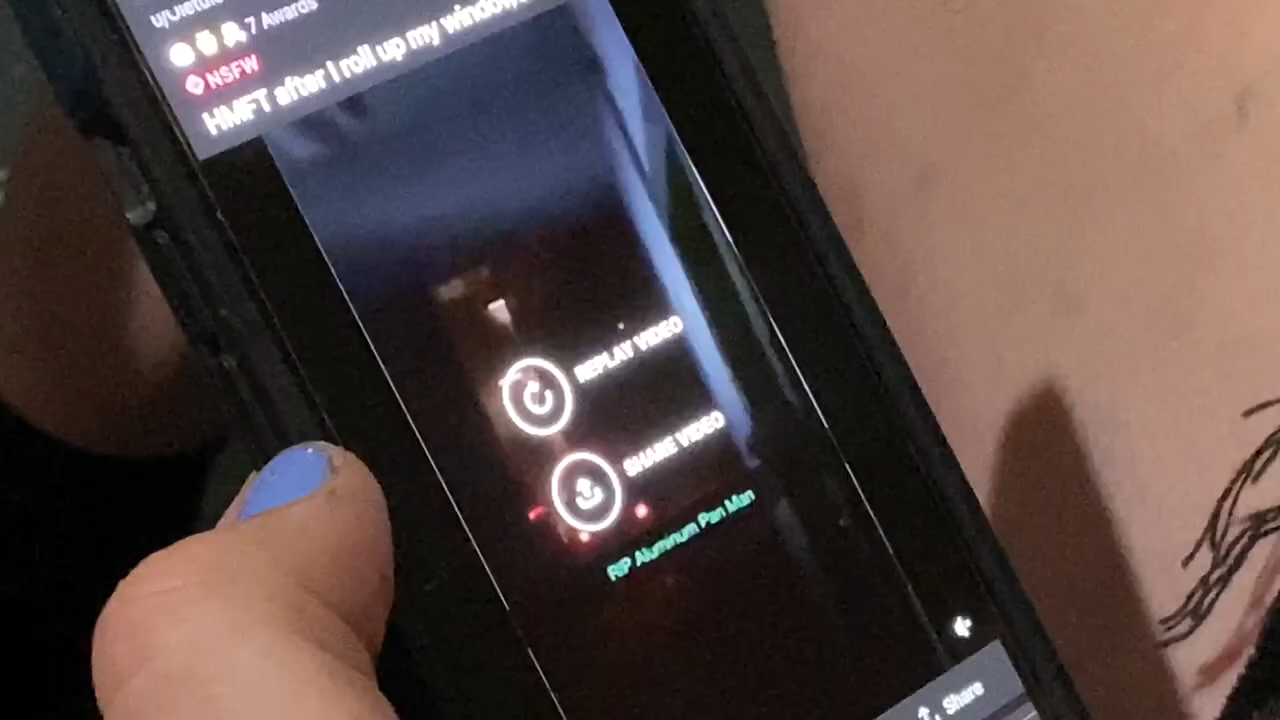 7 Awards
NSFW
HMFT after I roll up my window
REPLAY VIDEO
SHARE VIDEO
RIP Aluminum Pan Man
Share